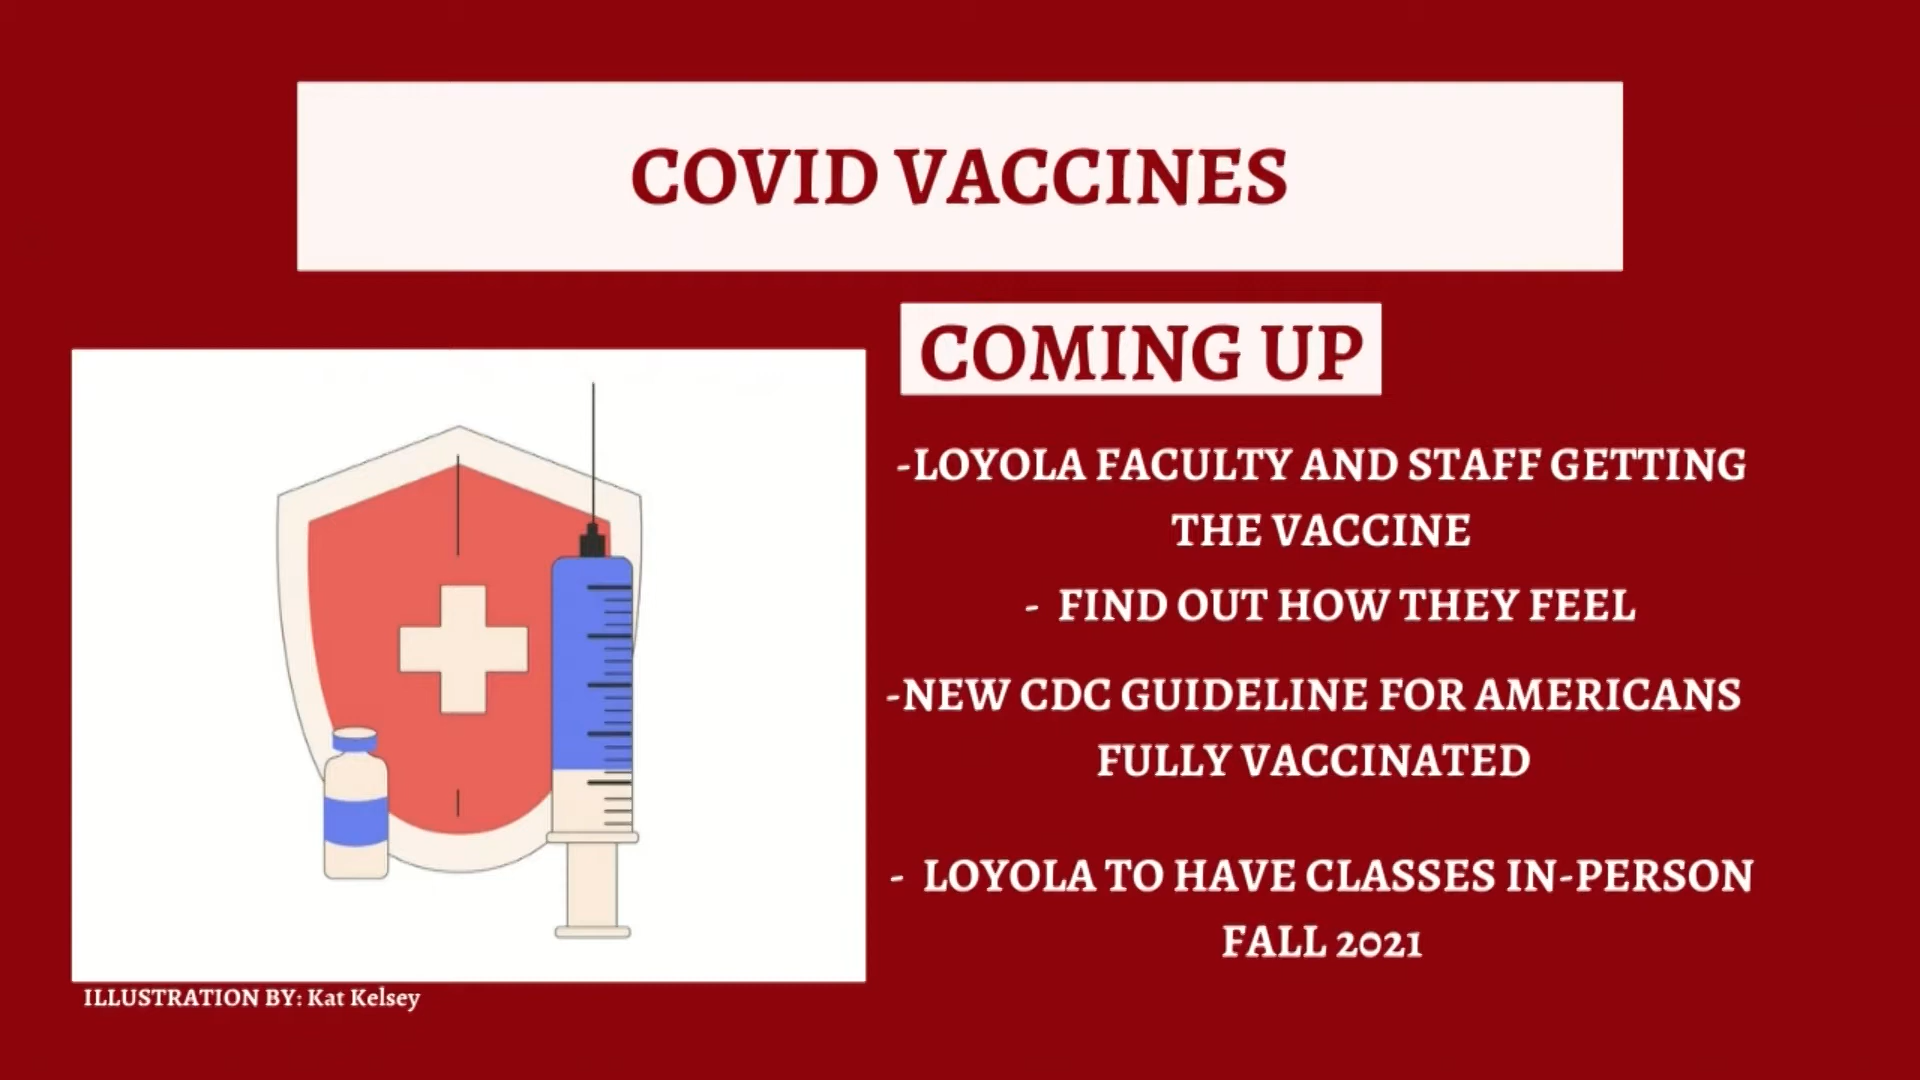 COVID VACCINES
COMING UP
-LOYOLA FACULTY AND STAFF GETTING
THE VACCINE
- FIND OUT HOW THEY FEEL
-NEW CDC GUIDELINE FOR AMERICANS
FULLY VACCINATED
- LOYOLA TO HAVE CLASSES IN-PERSON
FALL 2021
ILLUSTRATION BY: Kat Kelsey